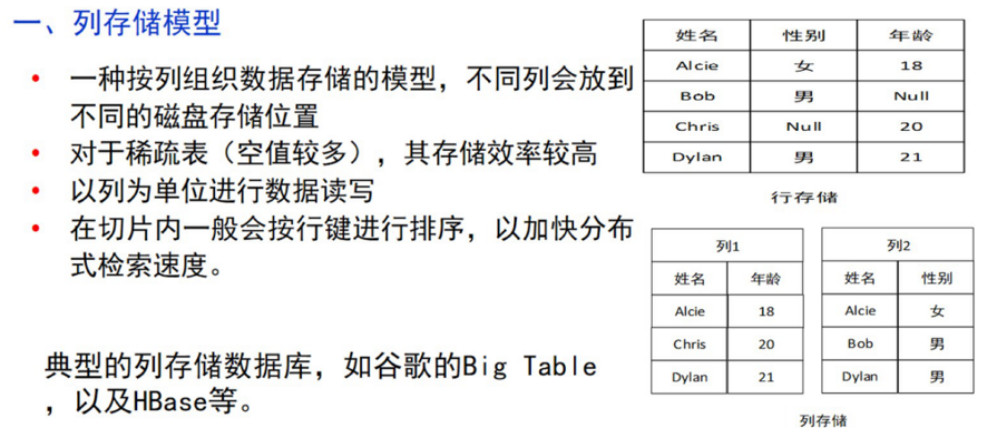 一、列存储模型
• 一种按列组织数据存储的模型，不同列会放到
不同的磁盘存储位置
• 对于稀疏表（空值较多），其存储效率较高
• 以列为单位进行数据读写
• 在切片内一般会按行键进行排序，以加快分布
式检索速度。
典型的列存储数据库，如谷歌的Big Table
，以及HBase等。
姓名 性别 年龄
Alcie 女 18
Bob 男 Null
Chris Null 20
Dylan 男 21
行存储
列1
姓名 年龄
Alcie 18
Chris 20
Dylan 21
列2
姓名 性别
Alcie 女
Bob 男
Dylan 男
列存储